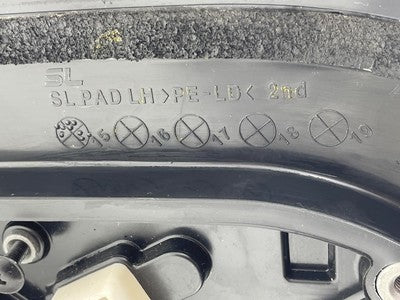 SL
SL PAD LH >PE-LD< 2nd
15 16 17 18 19